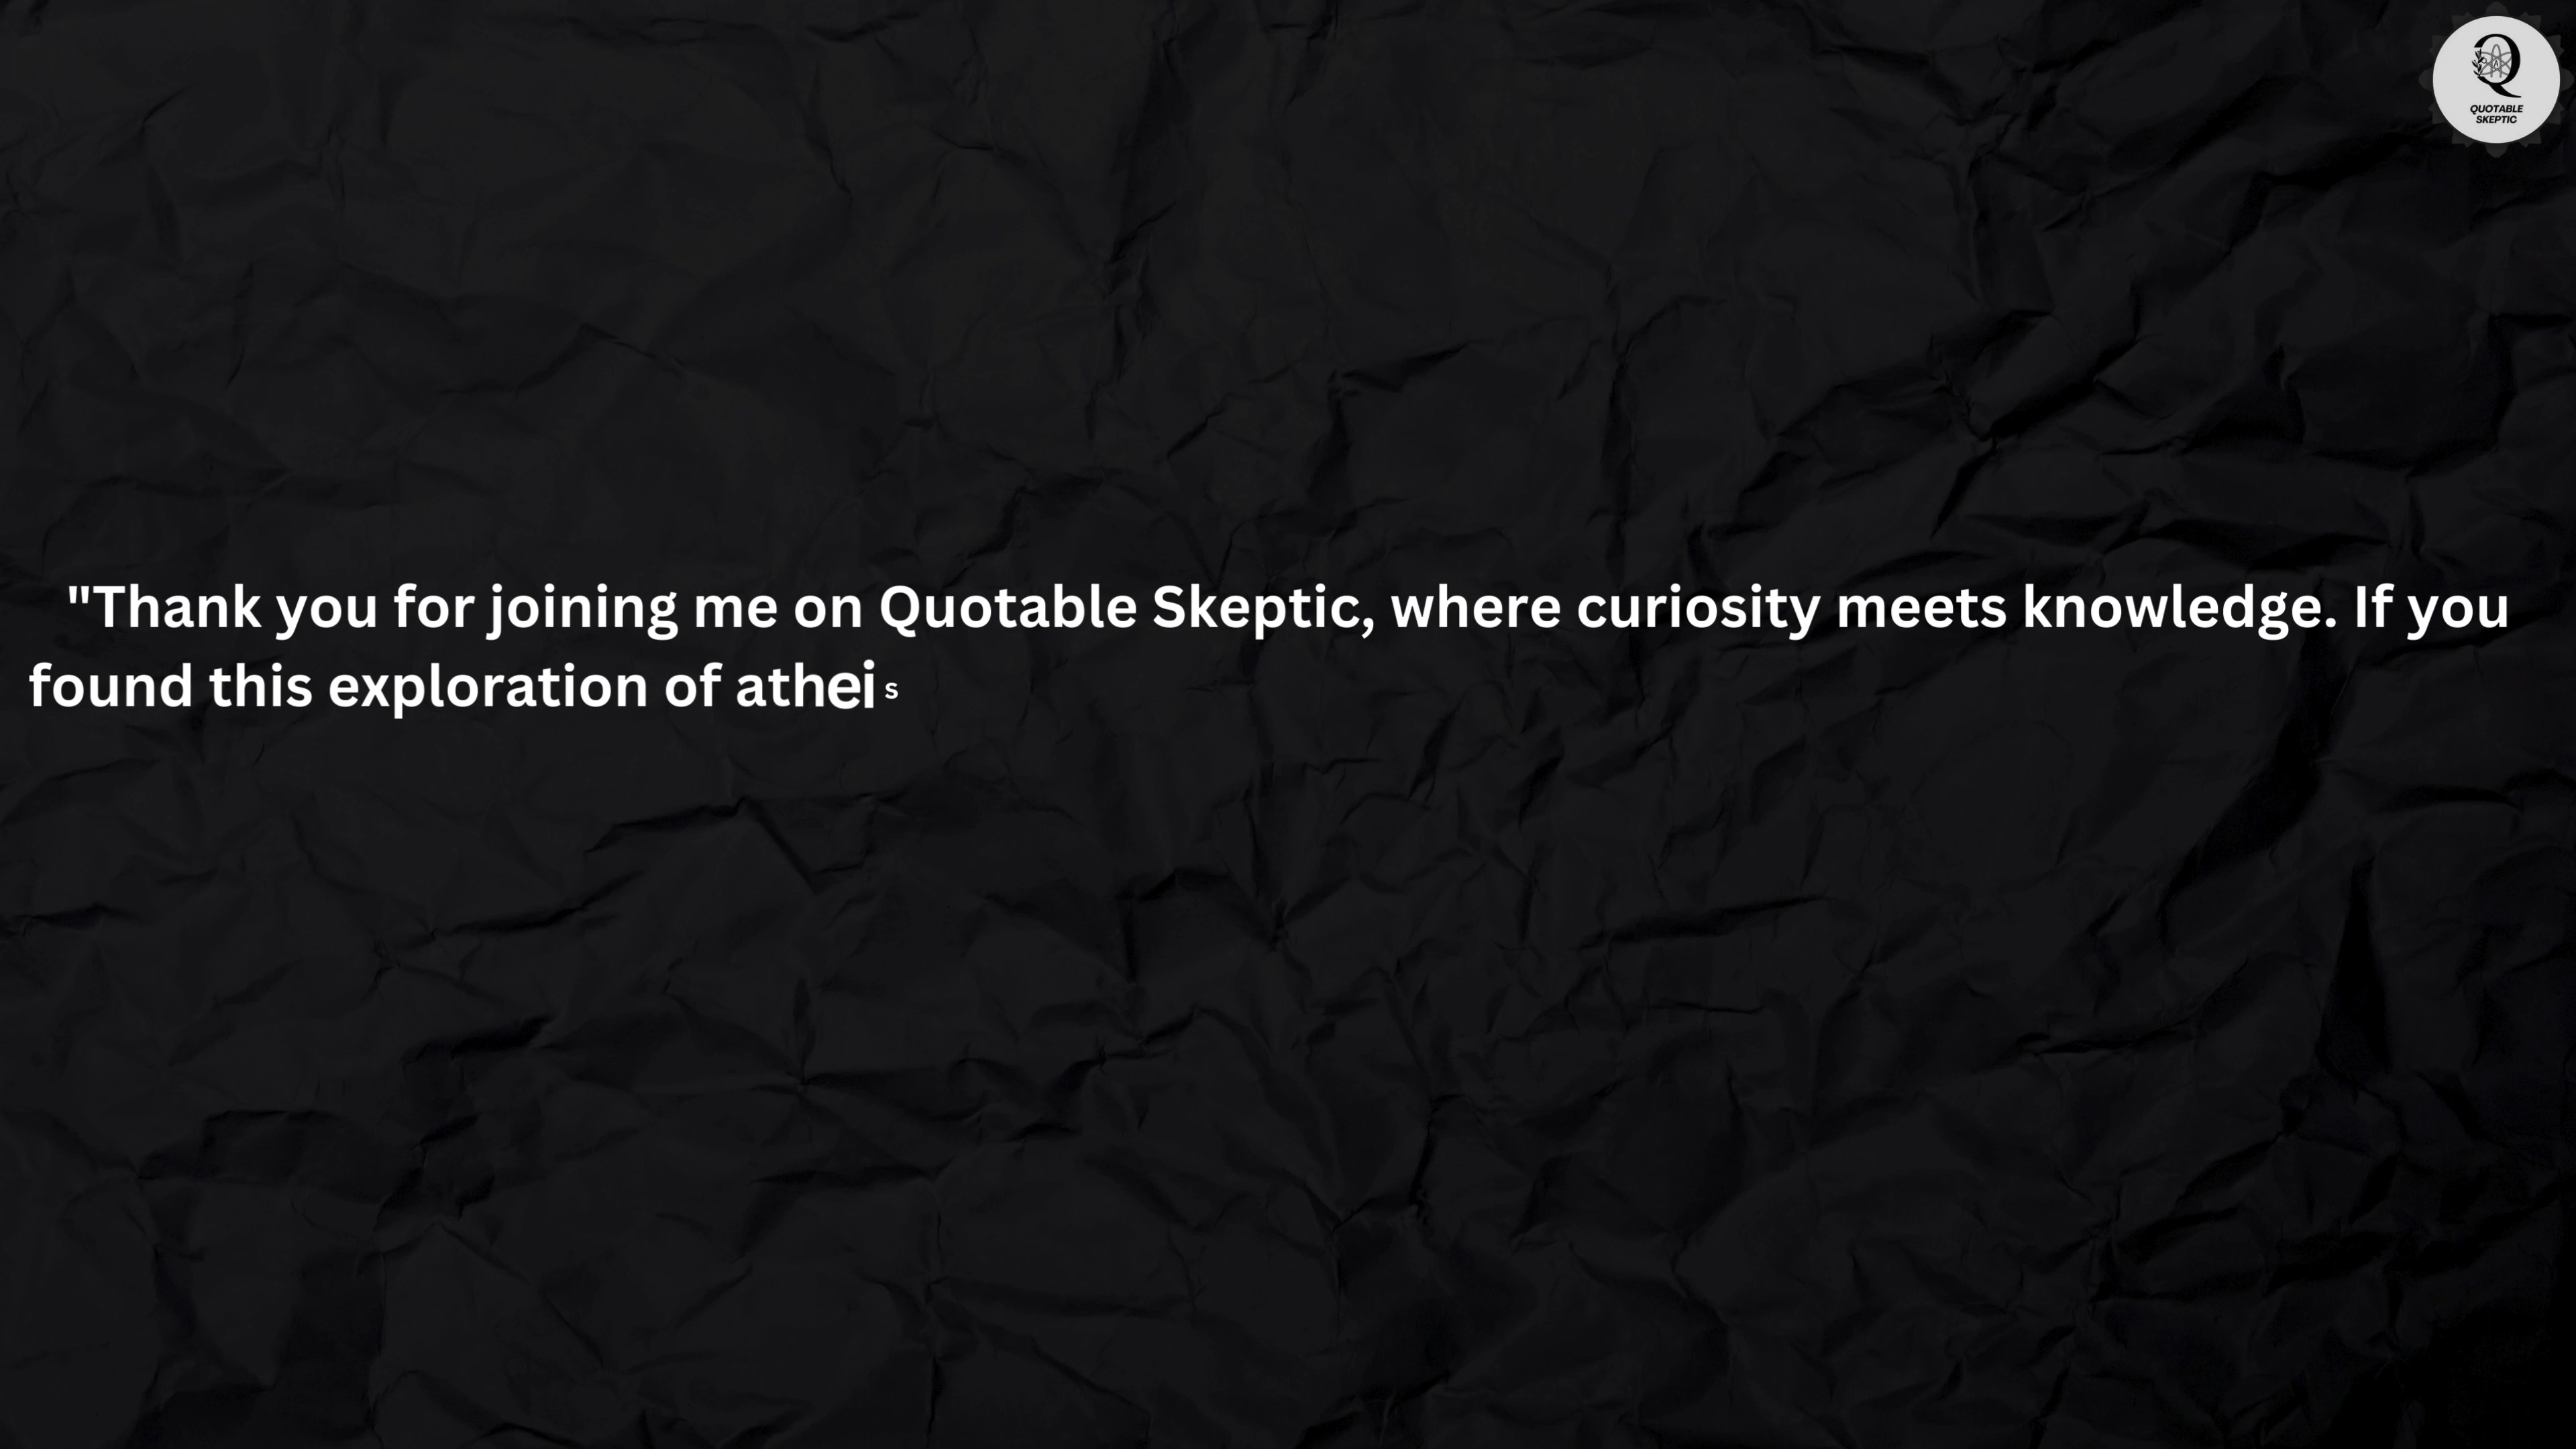 QUOTABLE
SKEPTIC
"Thank you for joining me on Quotable Skeptic, where curiosity meets knowledge. If you
found this exploration of atheis